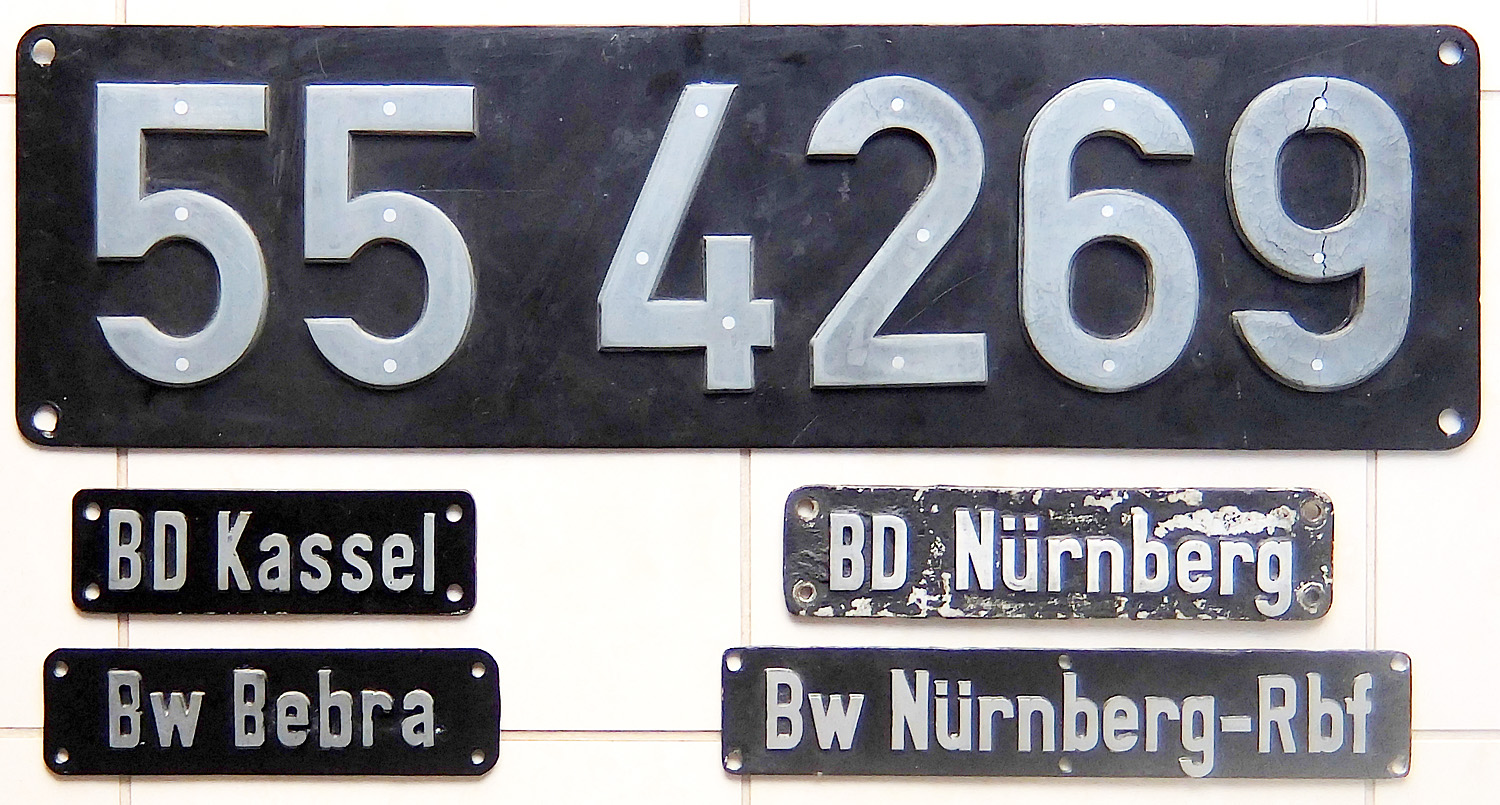 55 4269
BD Kassel
Bw Bebra
BD Nürnberg
Bw Nürnberg-Rbf